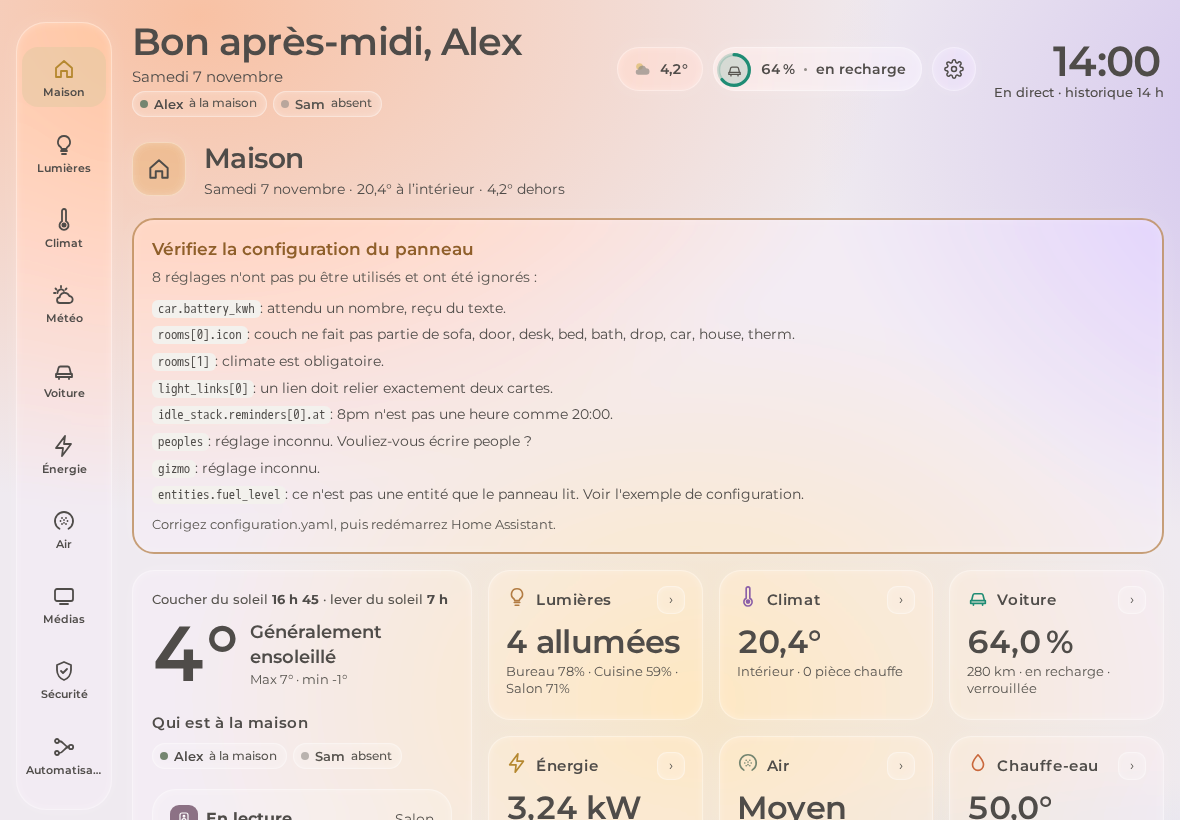 Maison
Lumières
Climat
Météo
Voiture
Énergie
Air
Médias
Sécurité
Automatisa...
Bon après-midi, Alex
Samedi 7 novembre
Alex à la maison
Sam absent
4,2°
64 % · en recharge
14:00
En direct · historique 14 h
Maison
Samedi 7 novembre · 20,4° à l'intérieur · 4,2° dehors
Vérifiez la configuration du panneau
8 réglages n'ont pas pu être utilisés et ont été ignorés :
car.battery_kwh : attendu un nombre, reçu du texte.
rooms[0].icon : couch ne fait pas partie de sofa, door, desk, bed, bath, drop, car, house, therm.
rooms[1] : climate est obligatoire.
light_links[0] : un lien doit relier exactement deux cartes.
idle_stack.reminders[0].at : 8pm n'est pas une heure comme 20:00.
peoples : réglage inconnu. Vouliez-vous écrire people ?
gizmo : réglage inconnu.
entities.fuel_level : ce n'est pas une entité que le panneau lit. Voir l'exemple de configuration.
Corrigez configuration.yaml, puis redémarrez Home Assistant.
Coucher du soleil 16 h 45 · lever du soleil 7 h
4°
Généralement
ensoleillé
Max 7° · min -1°
Qui est à la maison
Alex à la maison
Sam absent
En lecture
Salon
Lumières
4 allumées
Bureau 78% · Cuisine 59% ·
Salon 71%
Climat
20,4°
Intérieur · 0 pièce chauffe
Voiture
64,0 %
280 km · en recharge ·
verrouillée
Énergie
3,24 kW
Air
Moyen
Chauffe-eau
50,0°